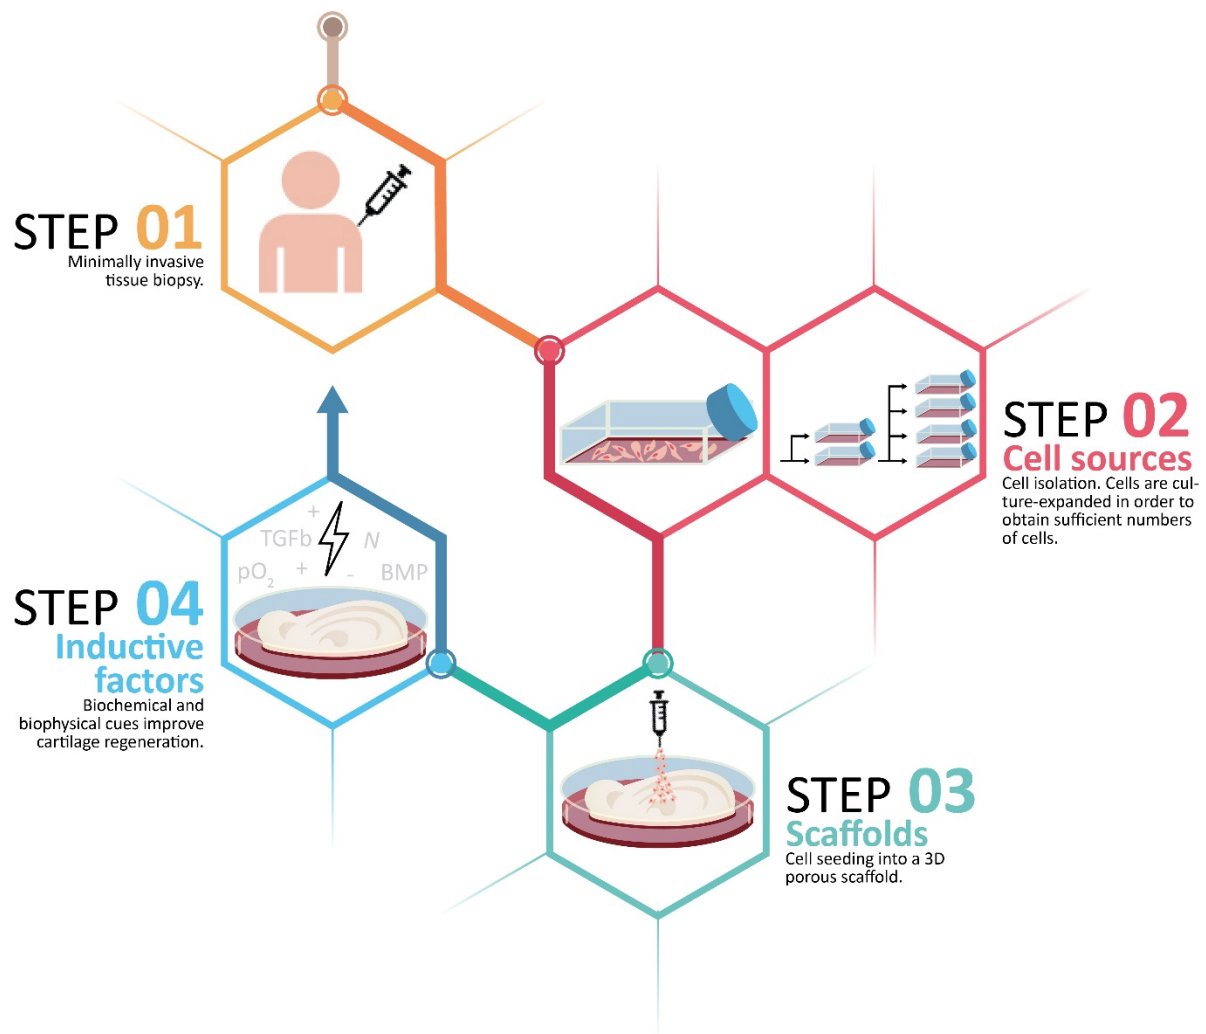 STEP 01
Minimally invasive
tissue biopsy.
STEP 02
Cell sources
Cell isolation. Cells are cul-
ture-expanded in order to
obtain sufficient numbers
of cells.
STEP 03
Scaffolds
Cell seeding into a 3D
porous scaffold.
STEP 04
Inductive
factors
Biochemical and
biophysical cues improve
cartilage regeneration.
+
TGFb N
pO₂ + - BMP